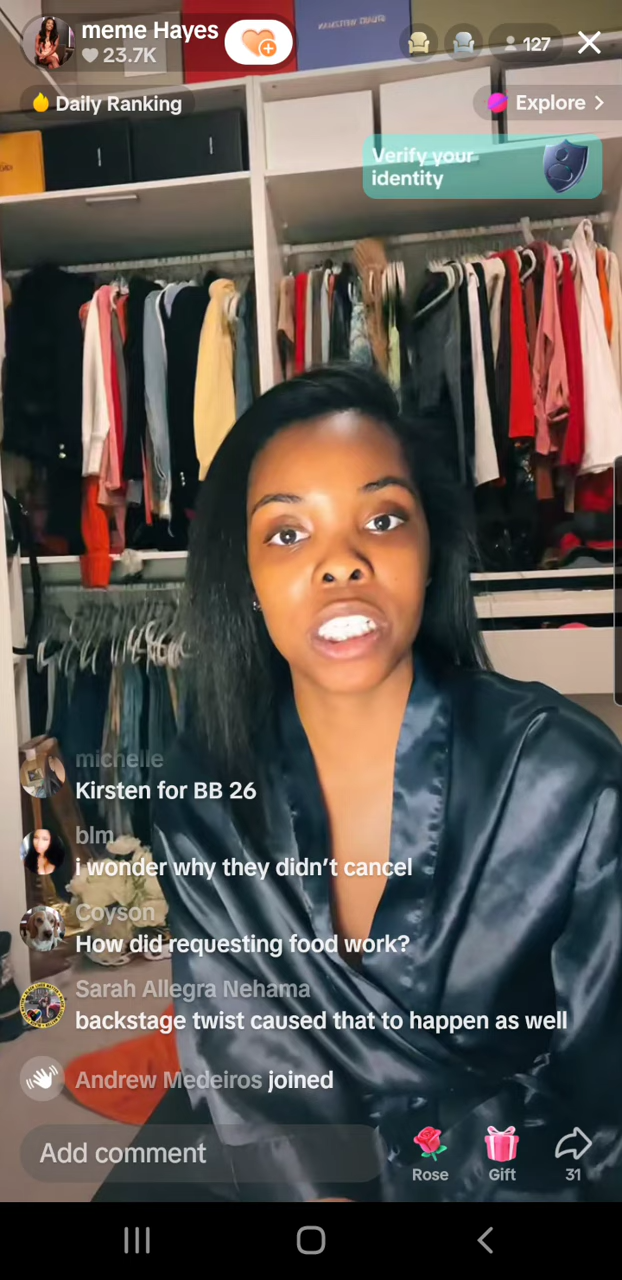 meme Hayes
23.7K
127
Daily Ranking
Explore
Verify your
identity
michelle
Kirsten for BB 26
blm
i wonder why they didn't cancel
Coyson
How did requesting food work?
Sarah Allegra Nehama
backstage twist caused that to happen as well
Andrew Medeiros joined
Add comment
Rose
Gift
31